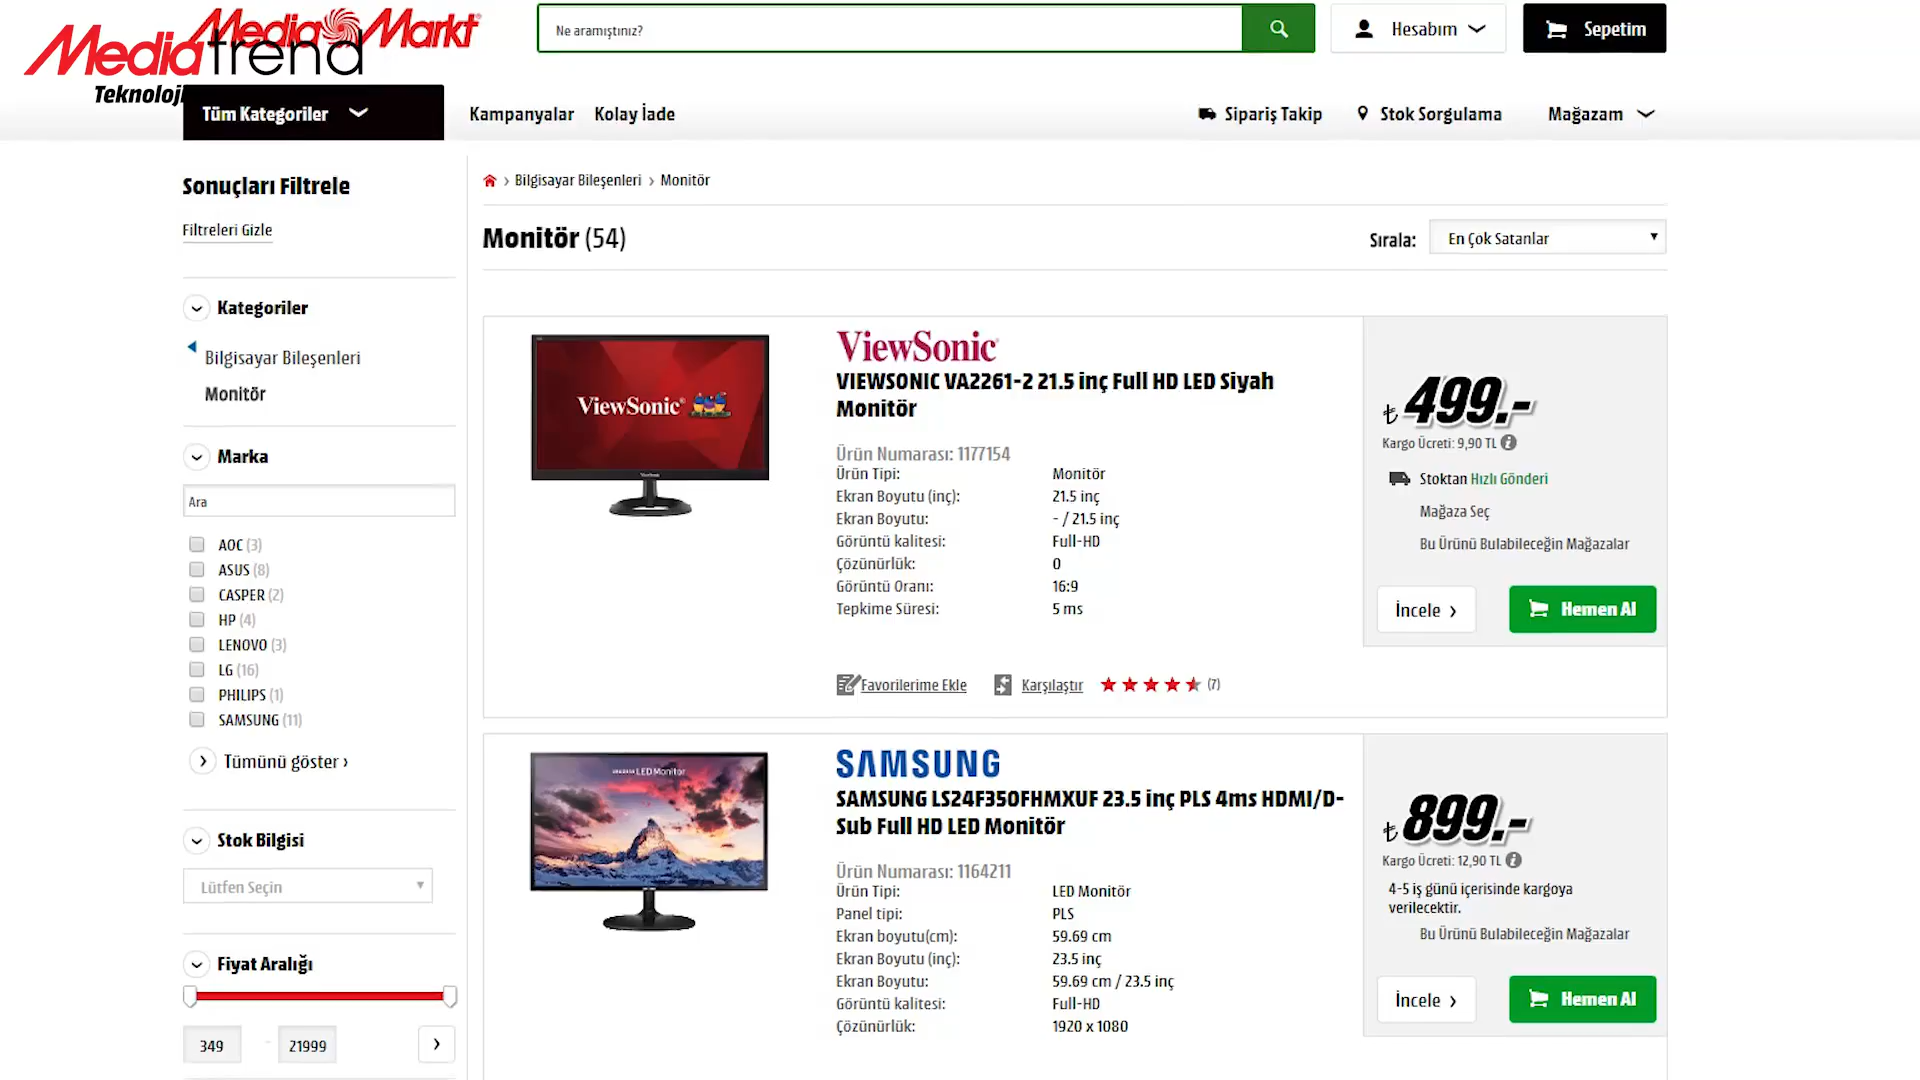 Media Markt
Mediatrend
Teknoloji
Ne aramıştınız?
Hesabım
Sepetim
Tüm Kategoriler
Kampanyalar
Kolay İade
Sipariş Takip
Stok Sorgulama
Mağazam
Sonuçları Filtrele
Filtreleri Gizle
Kategoriler
Bilgisayar Bileşenleri
Monitör
Marka
Ara
AOC (3)
ASUS (8)
CASPER (2)
HP (4)
LENOVO (3)
LG (16)
PHILIPS (1)
SAMSUNG (11)
Tümünü göster ›
Stok Bilgisi
Lütfen Seçin
Fiyat Aralığı
349 - 21999
› Bilgisayar Bileşenleri › Monitör
Monitör (54)
Sırala: En Çok Satanlar
ViewSonic
ViewSonic
VIEWSONIC VA2261-2 21.5 inç Full HD LED Siyah
Monitör
Ürün Numarası: 1177154
Ürün Tipi: Monitör
Ekran Boyutu (inç): 21.5 inç
Ekran Boyutu: - / 21.5 inç
Görüntü kalitesi: Full-HD
Çözünürlük: 0
Görüntü Oranı: 16:9
Tepkime Süresi: 5 ms
Favorilerime Ekle
Karşılaştır
(7)
₺ 499.-
Kargo Ücreti: 9,90 TL
Stoktan Hızlı Gönderi
Mağaza Seç
Bu Ürünü Bulabileceğin Mağazalar
İncele ›
Hemen Al
LED Monitor
SAMSUNG
SAMSUNG LS24F350FHMXUF 23.5 inç PLS 4ms HDMI/D-
Sub Full HD LED Monitör
Ürün Numarası: 1164211
Ürün Tipi: LED Monitör
Panel tipi: PLS
Ekran boyutu(cm): 59.69 cm
Ekran Boyutu (inç): 23.5 inç
Ekran Boyutu: 59.69 cm / 23.5 inç
Görüntü kalitesi: Full-HD
Çözünürlük: 1920 x 1080
₺ 899.-
Kargo Ücreti: 12,90 TL
4-5 iş günü içerisinde kargoya
verilecektir.
Bu Ürünü Bulabileceğin Mağazalar
İncele ›
Hemen Al